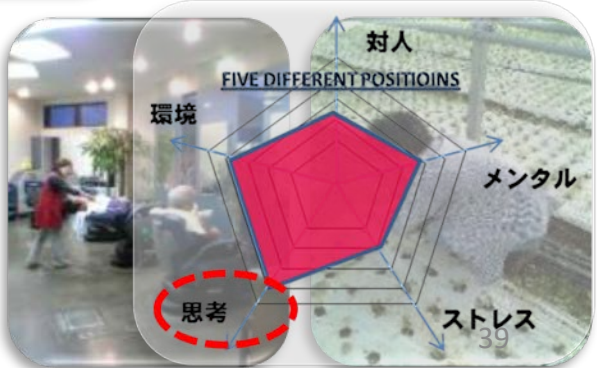 対人
FIVE DIFFERENT POSITIOINS
環境
メンタル
思考
ストレス
39